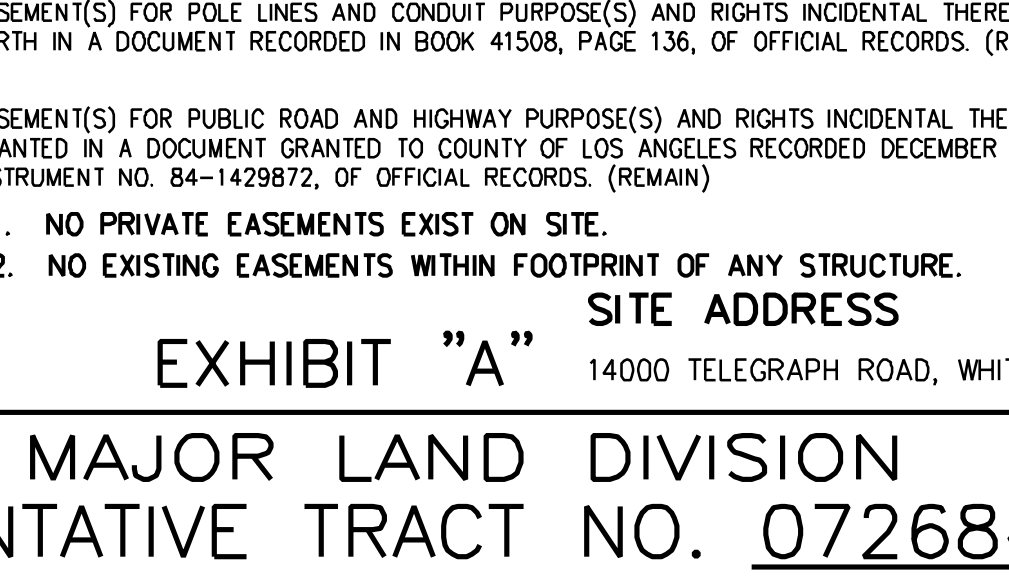 SEMENT(S) FOR POLE LINES AND CONDUIT PURPOSE(S) AND RIGHTS INCIDENTAL THERE
RTH IN A DOCUMENT RECORDED IN BOOK 41508, PAGE 136, OF OFFICIAL RECORDS. (R
SEMENT(S) FOR PUBLIC ROAD AND HIGHWAY PURPOSE(S) AND RIGHTS INCIDENTAL THE
ANTED IN A DOCUMENT GRANTED TO COUNTY OF LOS ANGELES RECORDED DECEMBER
STRUMENT NO. 84-1429872, OF OFFICIAL RECORDS. (REMAIN)
. NO PRIVATE EASEMENTS EXIST ON SITE.
2. NO EXISTING EASEMENTS WITHIN FOOTPRINT OF ANY STRUCTURE.
SITE ADDRESS
EXHIBIT "A" 14000 TELEGRAPH ROAD, WHI
MAJOR LAND DIVISION
NTATIVE TRACT NO. 07268